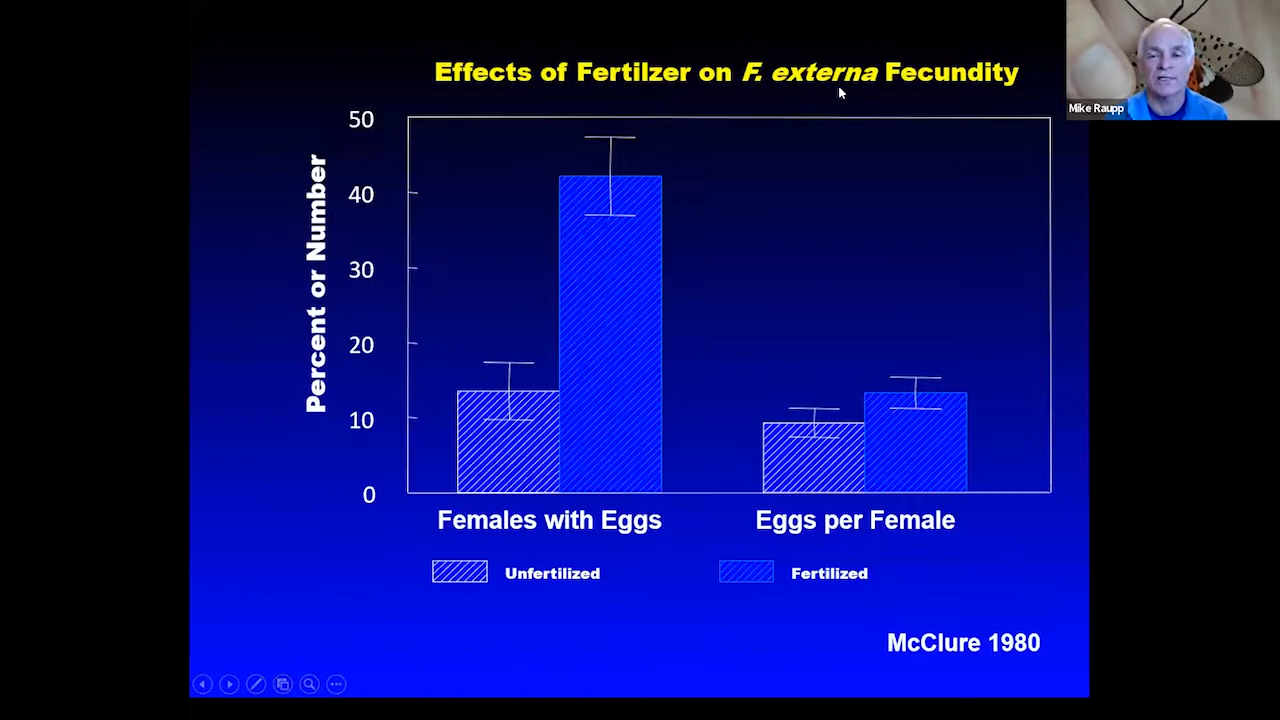 Effects of Fertilzer on F. externa Fecundity
Mike Raupp
Percent or Number
50
40
30
20
10
0
Females with Eggs
Eggs per Female
Unfertilized
Fertilized
McClure 1980